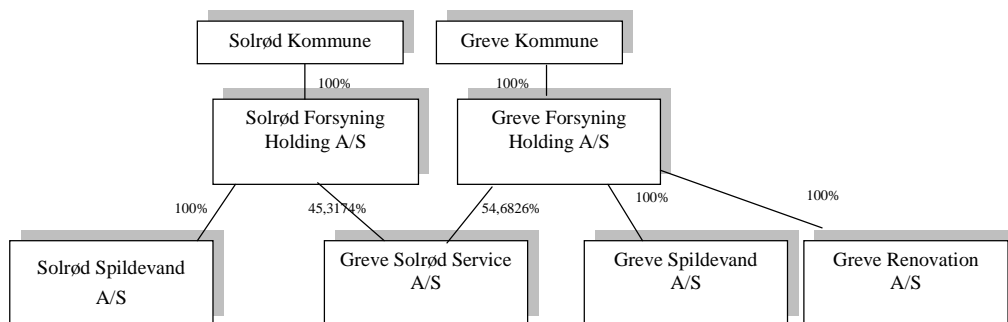 Solrød Kommune
Greve Kommune
100%
100%
Solrød Forsyning
Holding A/S
Greve Forsyning
Holding A/S
100%
45,3174%
54,6826%
100%
100%
Solrød Spildevand
A/S
Greve Solrød Service
A/S
Greve Spildevand
A/S
Greve Renovation
A/S